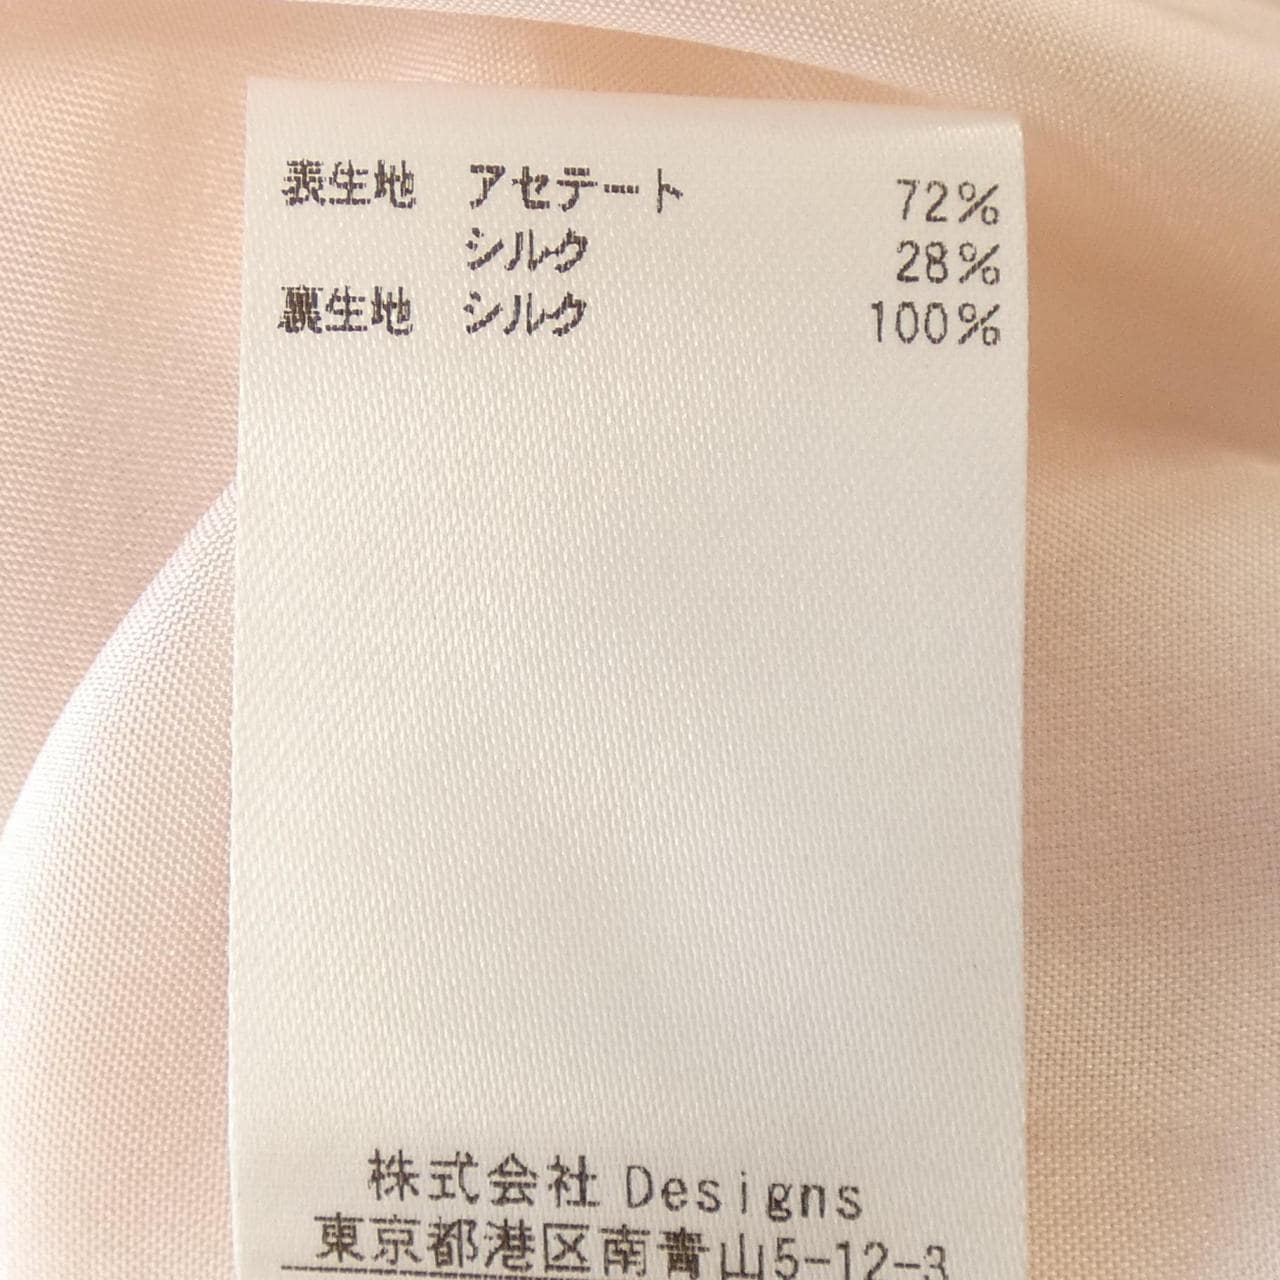 表生地 アセテート 72%
シルク 28%
裏生地 シルク 100%
株式会社 Designs
東京都港区南青山5-12-3